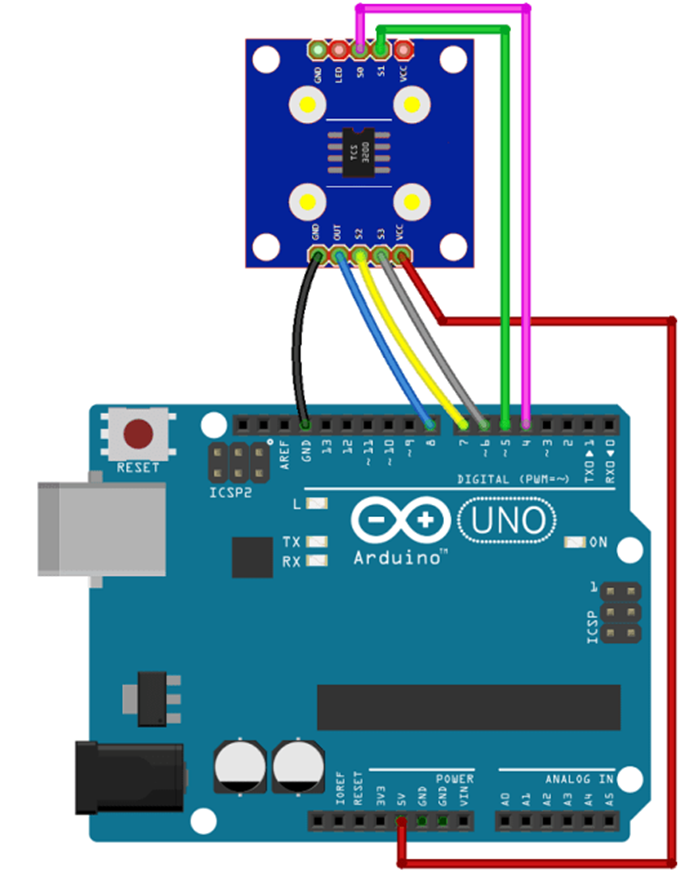 GND LED S0 S1 VCC
TCS
3200
GND OUT S2 S3 VCC
RESET
ICSP2
AREF GND 13 12 ~11 ~10 ~9 8 7 ~6 ~5 4 ~3 2 TX0▶1 RX0◀0
DIGITAL (PWM=~)
L
TX
RX
UNO
Arduino™
ON
1
ICSP
POWER
ANALOG IN
IOREF RESET 3V3 5V GND GND VIN A0 A1 A2 A3 A4 A5